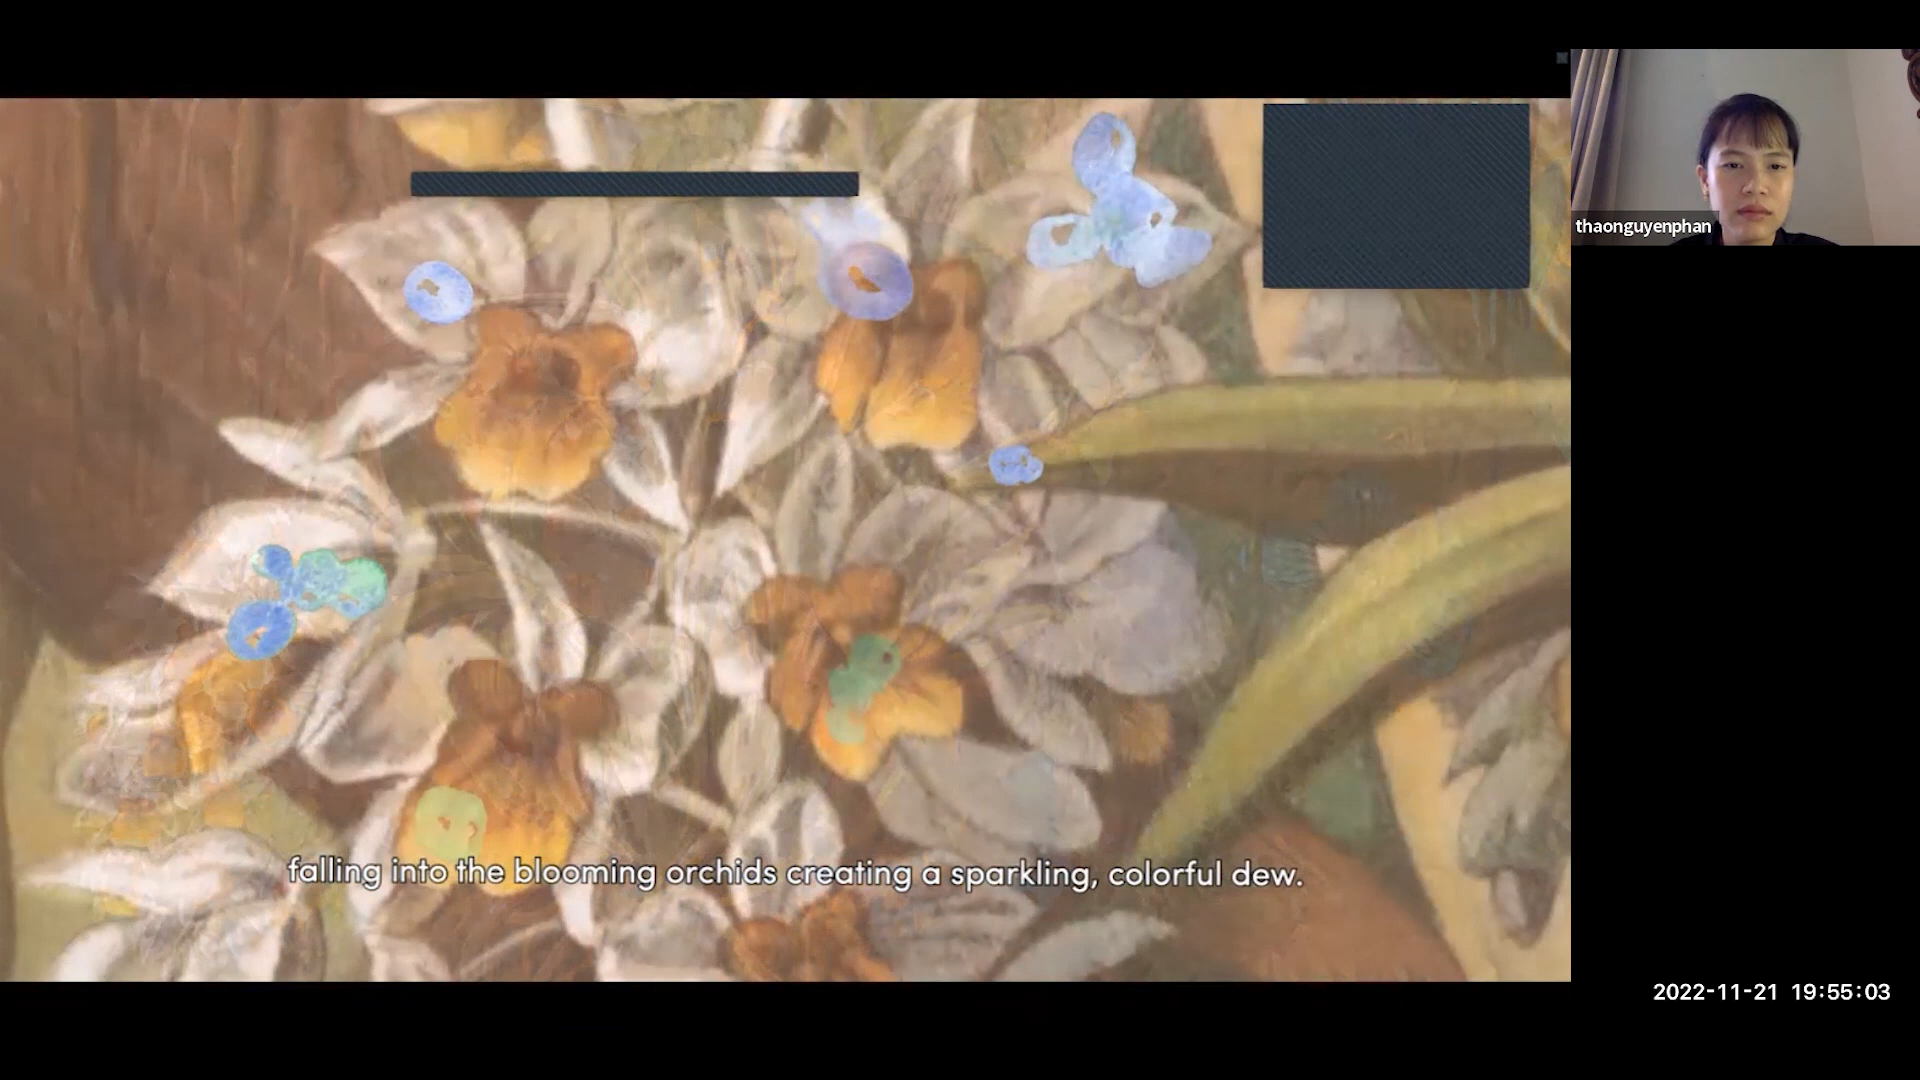 thaonguyenphan
falling into the blooming orchids creating a sparkling, colorful dew.
2022-11-21 19:55:03